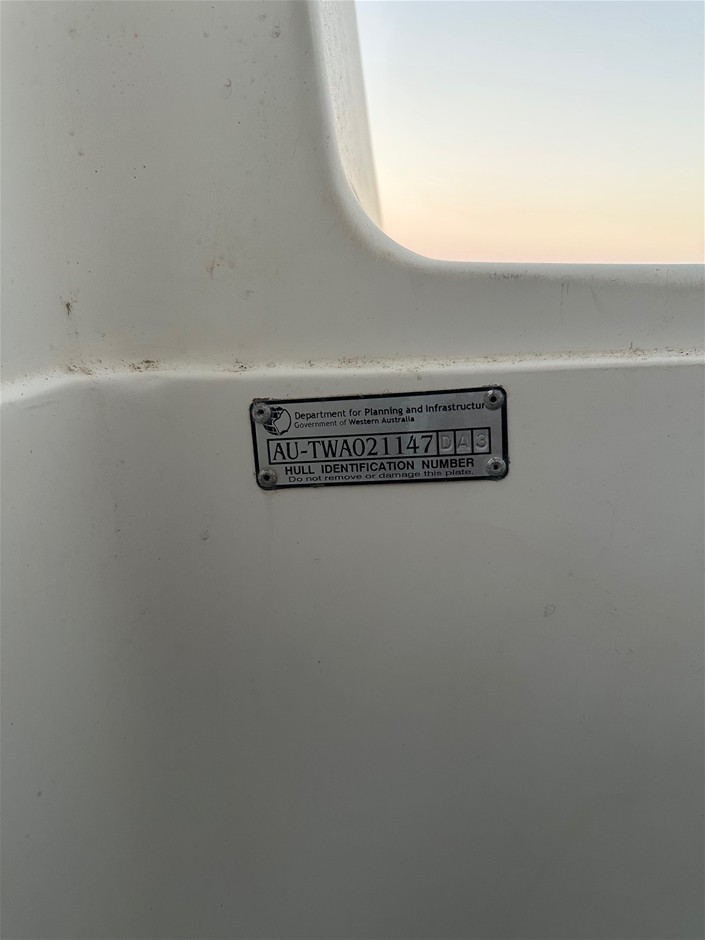 Department for Planning and Infrastructur
Government of Western Australia
AU-TWA021147DA3
HULL IDENTIFICATION NUMBER
Do not remove or damage this plate.